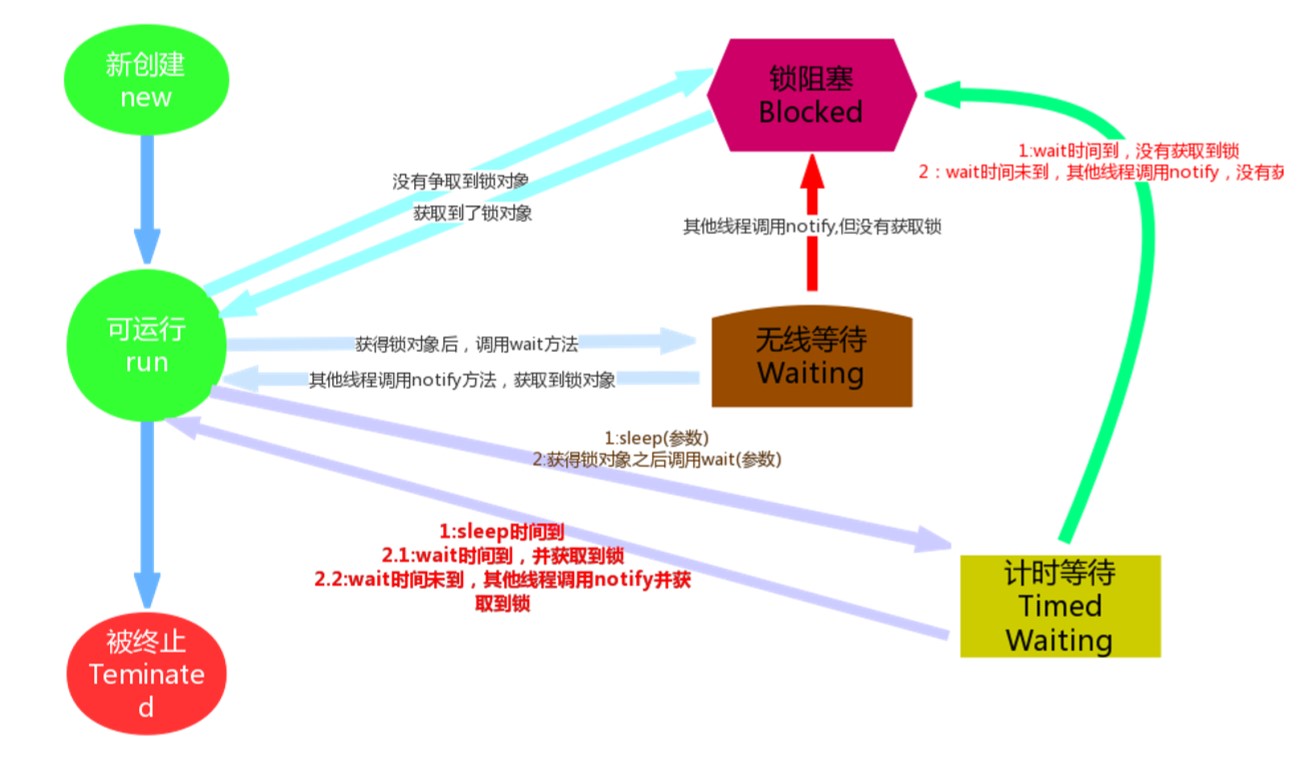 新创建
new
锁阻塞
Blocked
1:wait时间到，没有获取到锁
2：wait时间未到，其他线程调用notify，没有获
没有争取到锁对象
获取到了锁对象
其他线程调用notify,但没有获取锁
可运行
run
获得锁对象后，调用wait方法
其他线程调用notify方法，获取到锁对象
无线等待
Waiting
1:sleep(参数)
2:获得锁对象之后调用wait(参数)
1:sleep时间到
2.1:wait时间到，并获取到锁
2.2:wait时间未到，其他线程调用notify并获
取到锁
计时等待
Timed
Waiting
被终止
Teminate
d